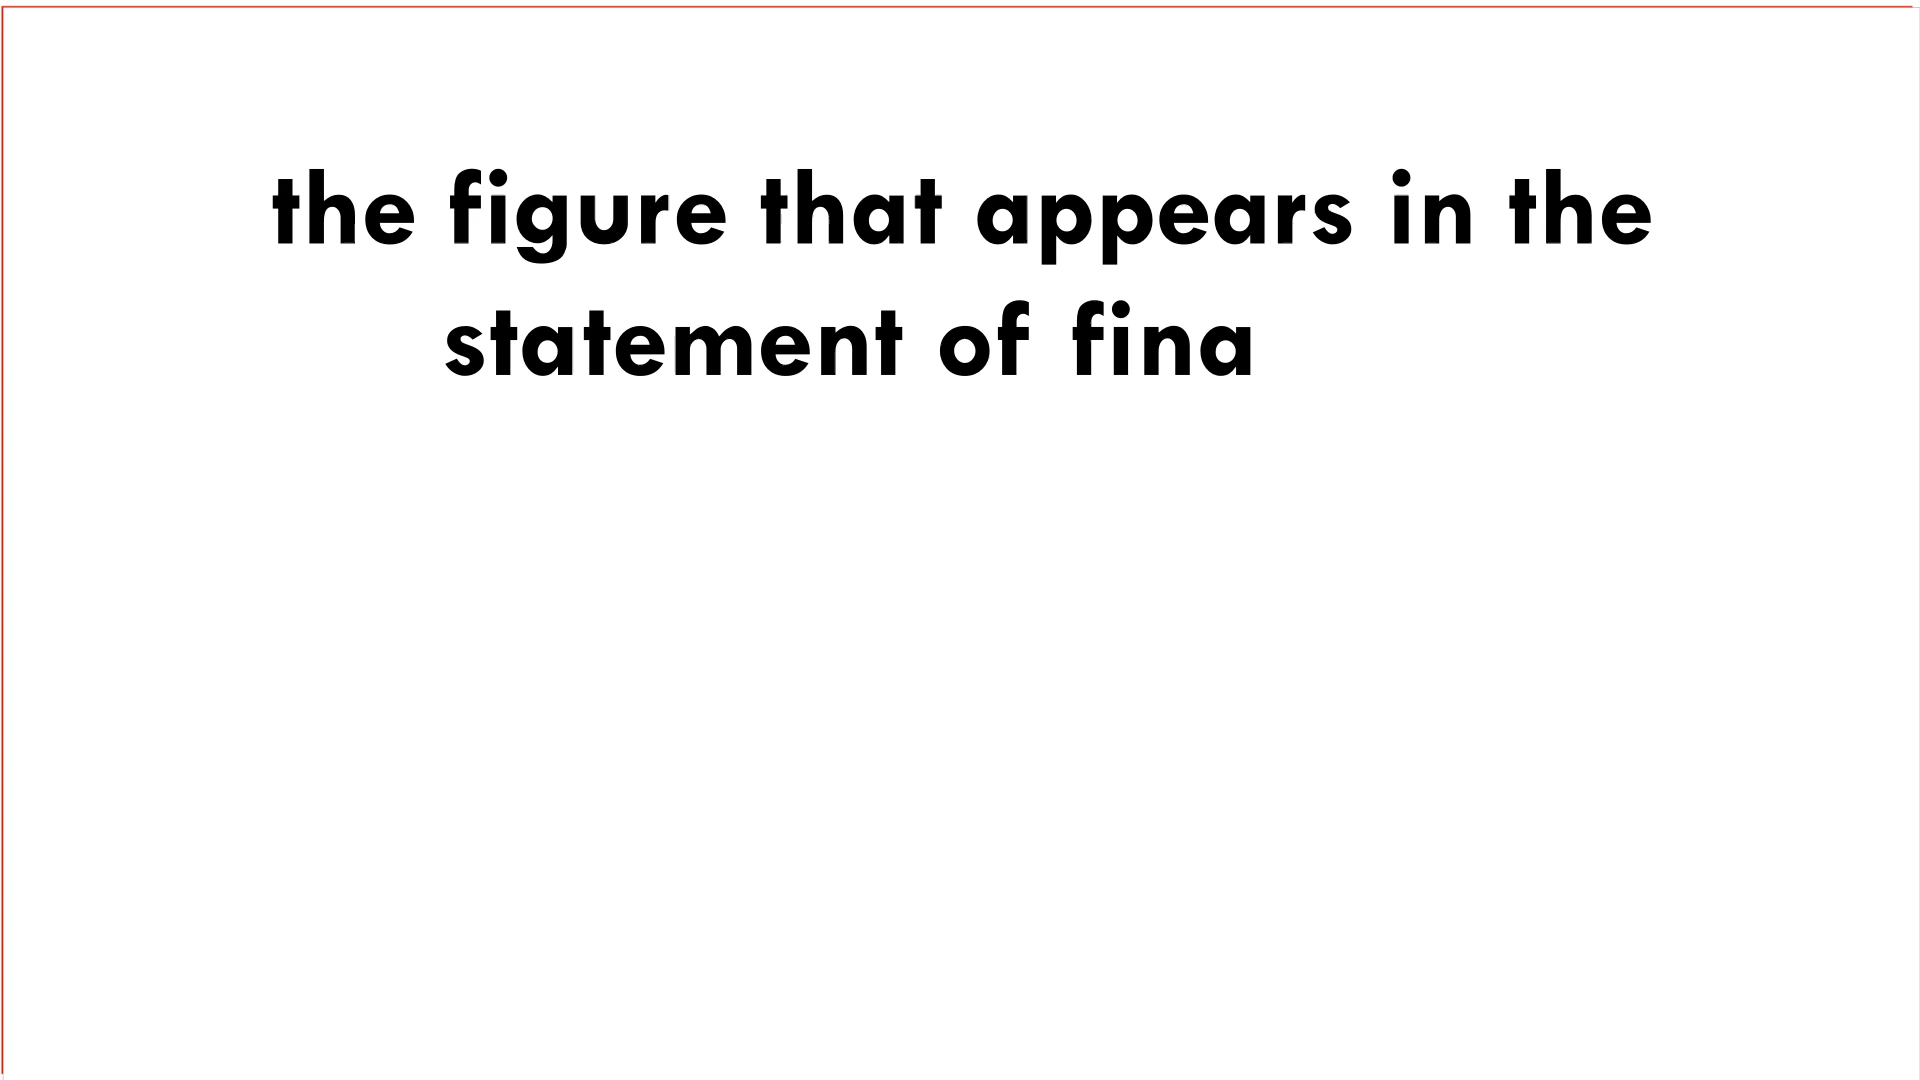 the figure that appears in the
statement of fina